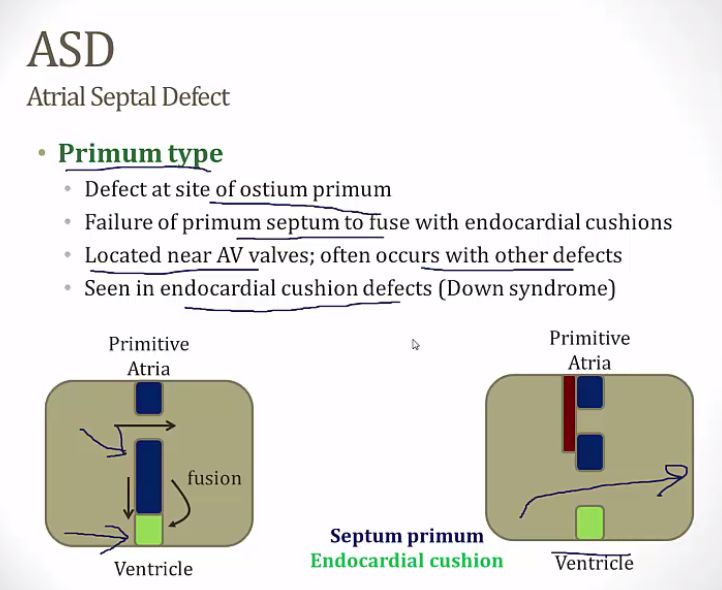 ASD
Atrial Septal Defect
• Primum type
• Defect at site of ostium primum
• Failure of primum septum to fuse with endocardial cushions
• Located near AV valves; often occurs with other defects
• Seen in endocardial cushion defects (Down syndrome)
Primitive
Atria
fusion
Ventricle
Septum primum
Endocardial cushion
Primitive
Atria
Ventricle